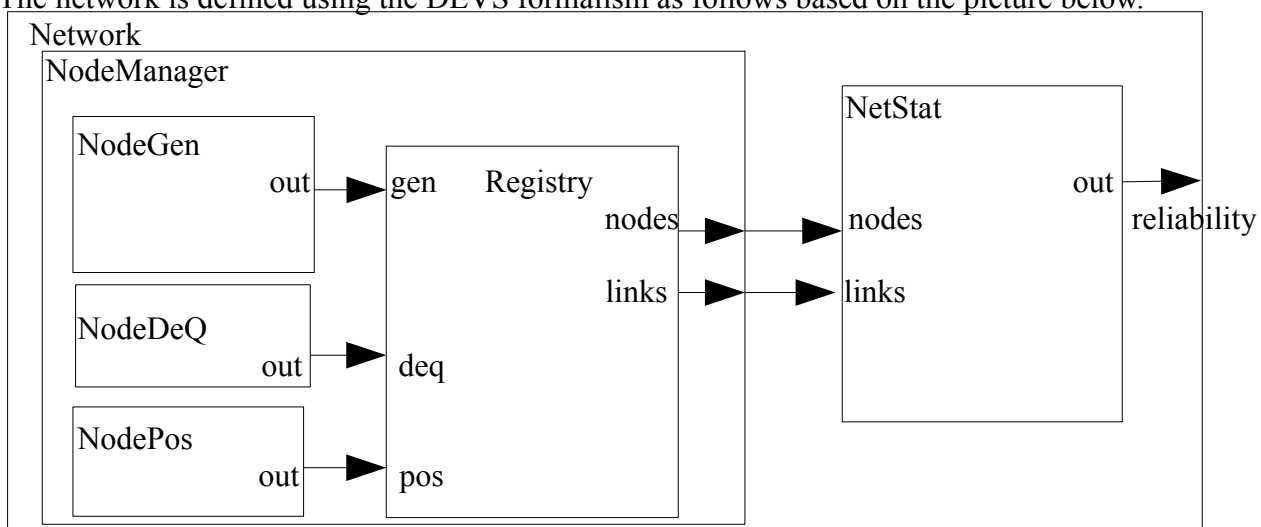 The network is defined using the DEVS formalism as follows based on the picture below.
Network
NodeManager
NodeGen
out
gen
Registry
nodes
links
NodeDeQ
out
deq
NodePos
out
pos
NetStat
out
nodes
reliability
links